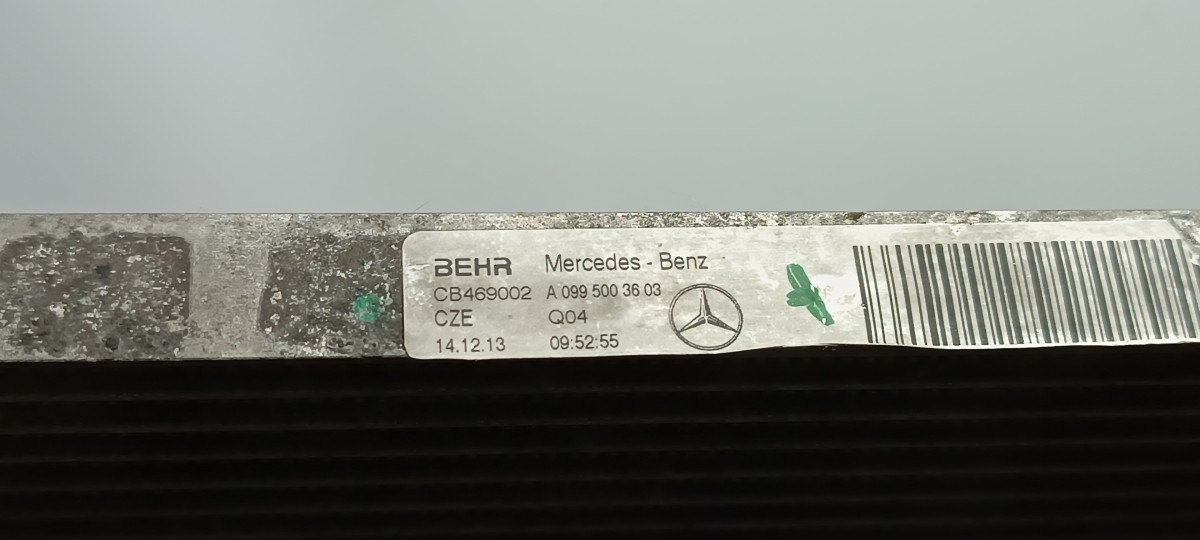 BEHR Mercedes - Benz
CB469002 A 099 500 36 03
CZE Q04
14.12.13 09:52:55